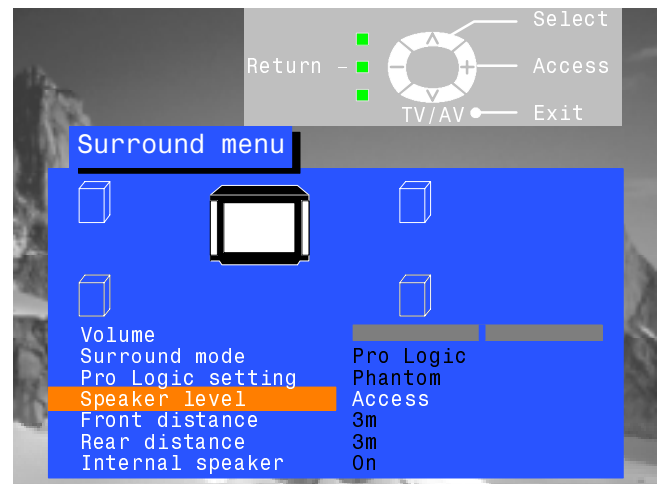 Select
Return
Access
TV/AV
Exit
Surround menu
Volume
Surround mode Pro Logic
Pro Logic setting Phantom
Speaker level Access
Front distance 3m
Rear distance 3m
Internal speaker On